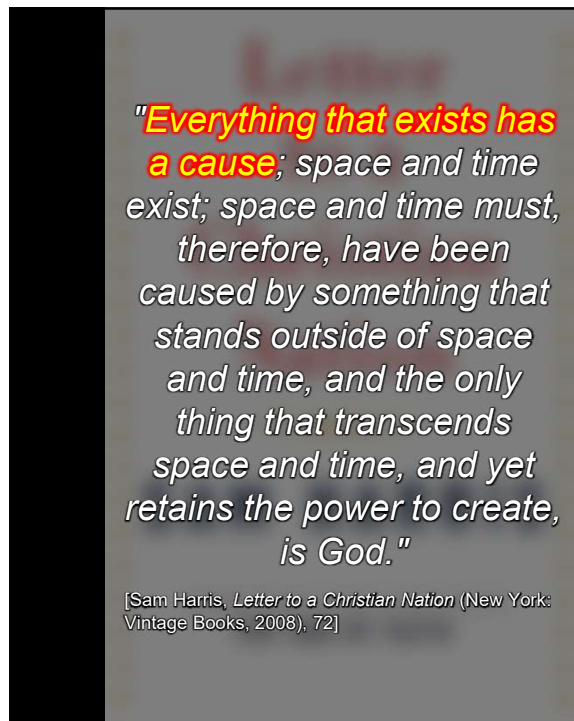 "Everything that exists has
a cause; space and time
exist; space and time must,
therefore, have been
caused by something that
stands outside of space
and time, and the only
thing that transcends
space and time, and yet
retains the power to create,
is God."
[Sam Harris, Letter to a Christian Nation (New York:
Vintage Books, 2008), 72]